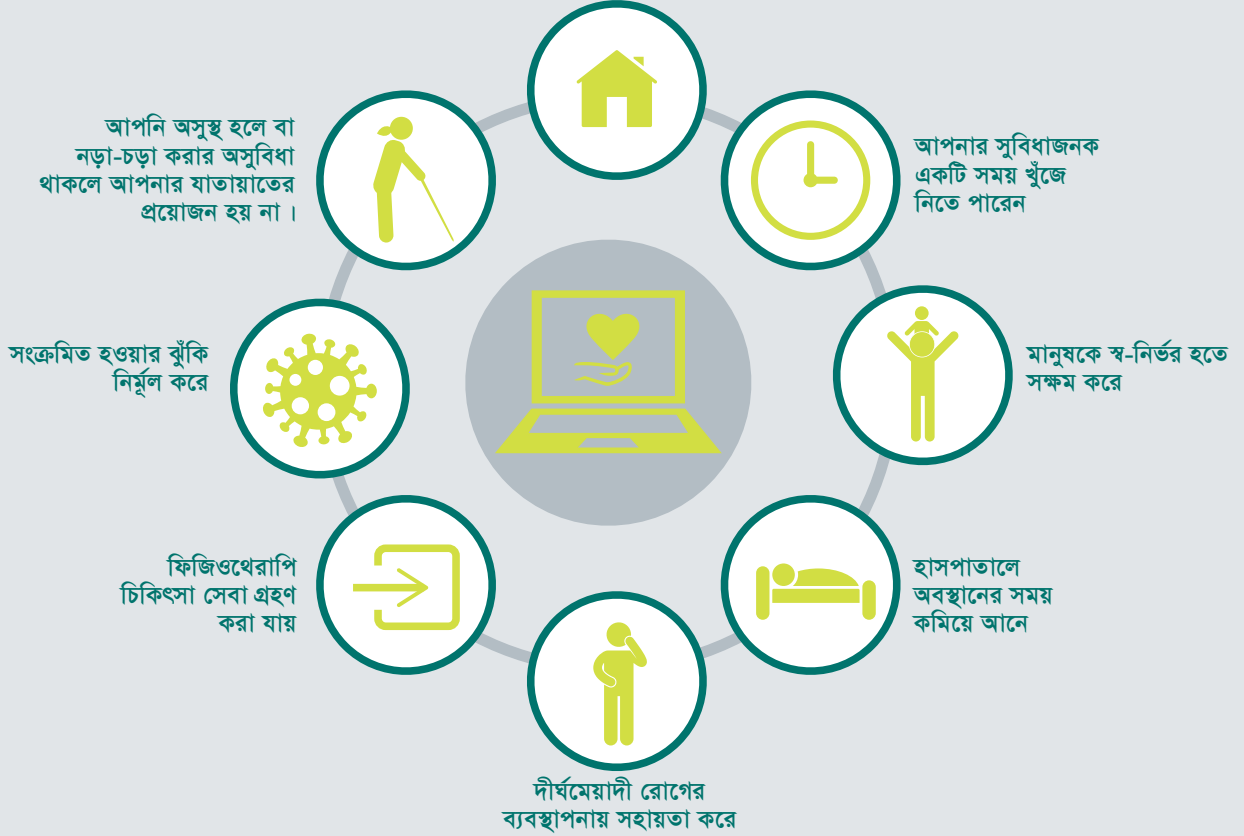 আপনি অসুস্থ হলে বা
নড়া-চড়া করার অসুবিধা
থাকলে আপনার যাতায়াতের
প্রয়োজন হয় না ।
আপনার সুবিধাজনক
একটি সময় খুঁজে
নিতে পারেন
সংক্রমিত হওয়ার ঝুঁকি
নির্মূল করে
মানুষকে স্ব-নির্ভর হতে
সক্ষম করে
ফিজিওথেরাপি
চিকিৎসা সেবা গ্রহণ
করা যায়
হাসপাতালে
অবস্থানের সময়
কমিয়ে আনে
দীর্ঘমেয়াদী রোগের
ব্যবস্থাপনায় সহায়তা করে